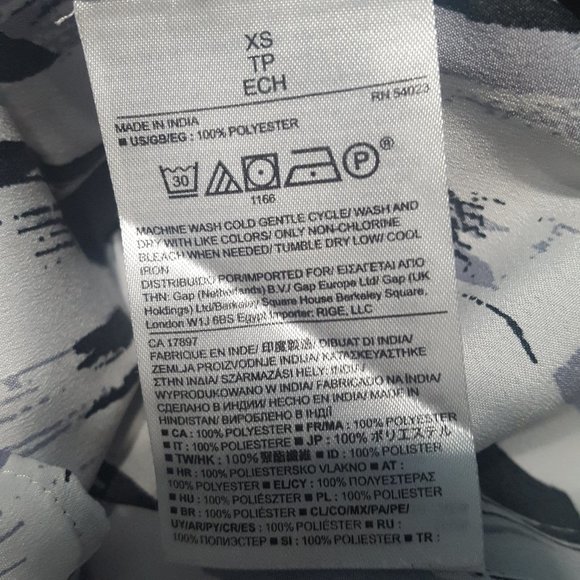 XS
TP
ECH
RN 54023
MADE IN INDIA
■ US/GB/EG : 100% POLYESTER
30
P
®
1166
MACHINE WASH COLD GENTLE CYCLE/ WASH AND
DRY WITH LIKE COLORS/ ONLY NON-CHLORINE
BLEACH WHEN NEEDED/ TUMBLE DRY LOW/ COOL
IRON
DISTRIBUIDO POR/IMPORTED FOR/ ΕΙΣΑΓΕΤΑΙ ΑΠΟ
ΤΗΝ: Gap (Netherlands) B.V./ Gap Europe Ltd/ Gap (UK
Holdings) Ltd/Berkeley Square House Berkeley Square,
London W1J 6BS Egypt Importer: RIGE, LLC
CA 17897
FABRIQUÉ EN INDE/ 印度製造/ DIBUAT DI INDIA/
ZEMLJA PROIZVODNJE INDIJA/ ΚΑΤΑΣΚΕΥΑΣΤΗΚΕ
ΣΤΗΝ ΙΝΔΙΑ/ SZÁRMAZÁSI HELY: INDIA/
WYPRODUKOWANO W INDIA/ FABRICADO NA ÍNDIA/
СДЕЛАНО В ИНДИИ/ HECHO EN INDIA/ MADE IN
HINDISTAN/ ВИРОБЛЕНО В ІНДІЇ
■ CA : 100% POLYESTER ■ FR/MA : 100% POLYESTER
■ IT : 100% POLIESTERE ■ JP : 100% ポリエステル
■ TW/HK : 100% 聚酯纖維 ■ ID : 100% POLISTER
■ HR : 100% POLIESTERSKO VLAKNO ■ AT :
100% POLYESTER ■ EL/CY : 100% ΠΟΛΥΕΣΤΕΡΑΣ
■ HU : 100% POLIÉSZTER ■ PL : 100% POLIESTER
■ BR : 100% POLIÉSTER ■ CL/CO/MX/PA/PE/
UY/AR/PY/CR/ES : 100% POLIÉSTER ■ RU :
100% ПОЛИЭСТЕР ■ SI : 100% POLIESTER ■ TR :